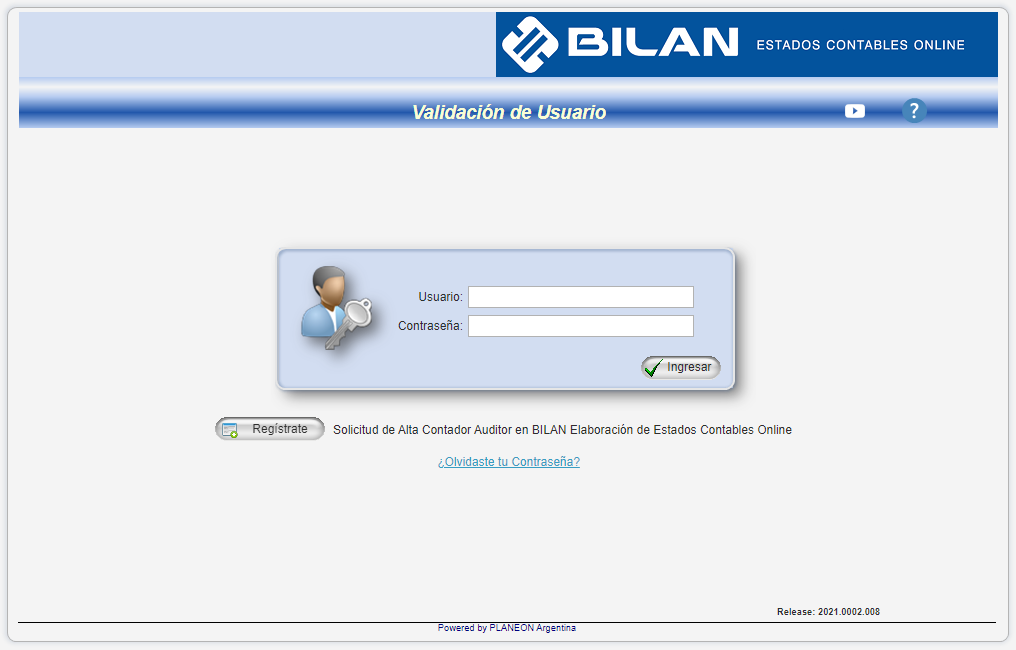 BILAN ESTADOS CONTABLES ONLINE
Validación de Usuario
?
Usuario:
Contraseña:
Ingresar
Regístrate Solicitud de Alta Contador Auditor en BILAN Elaboración de Estados Contables Online
¿Olvidaste tu Contraseña?
Release: 2021.0002.008
Powered by PLANEON Argentina